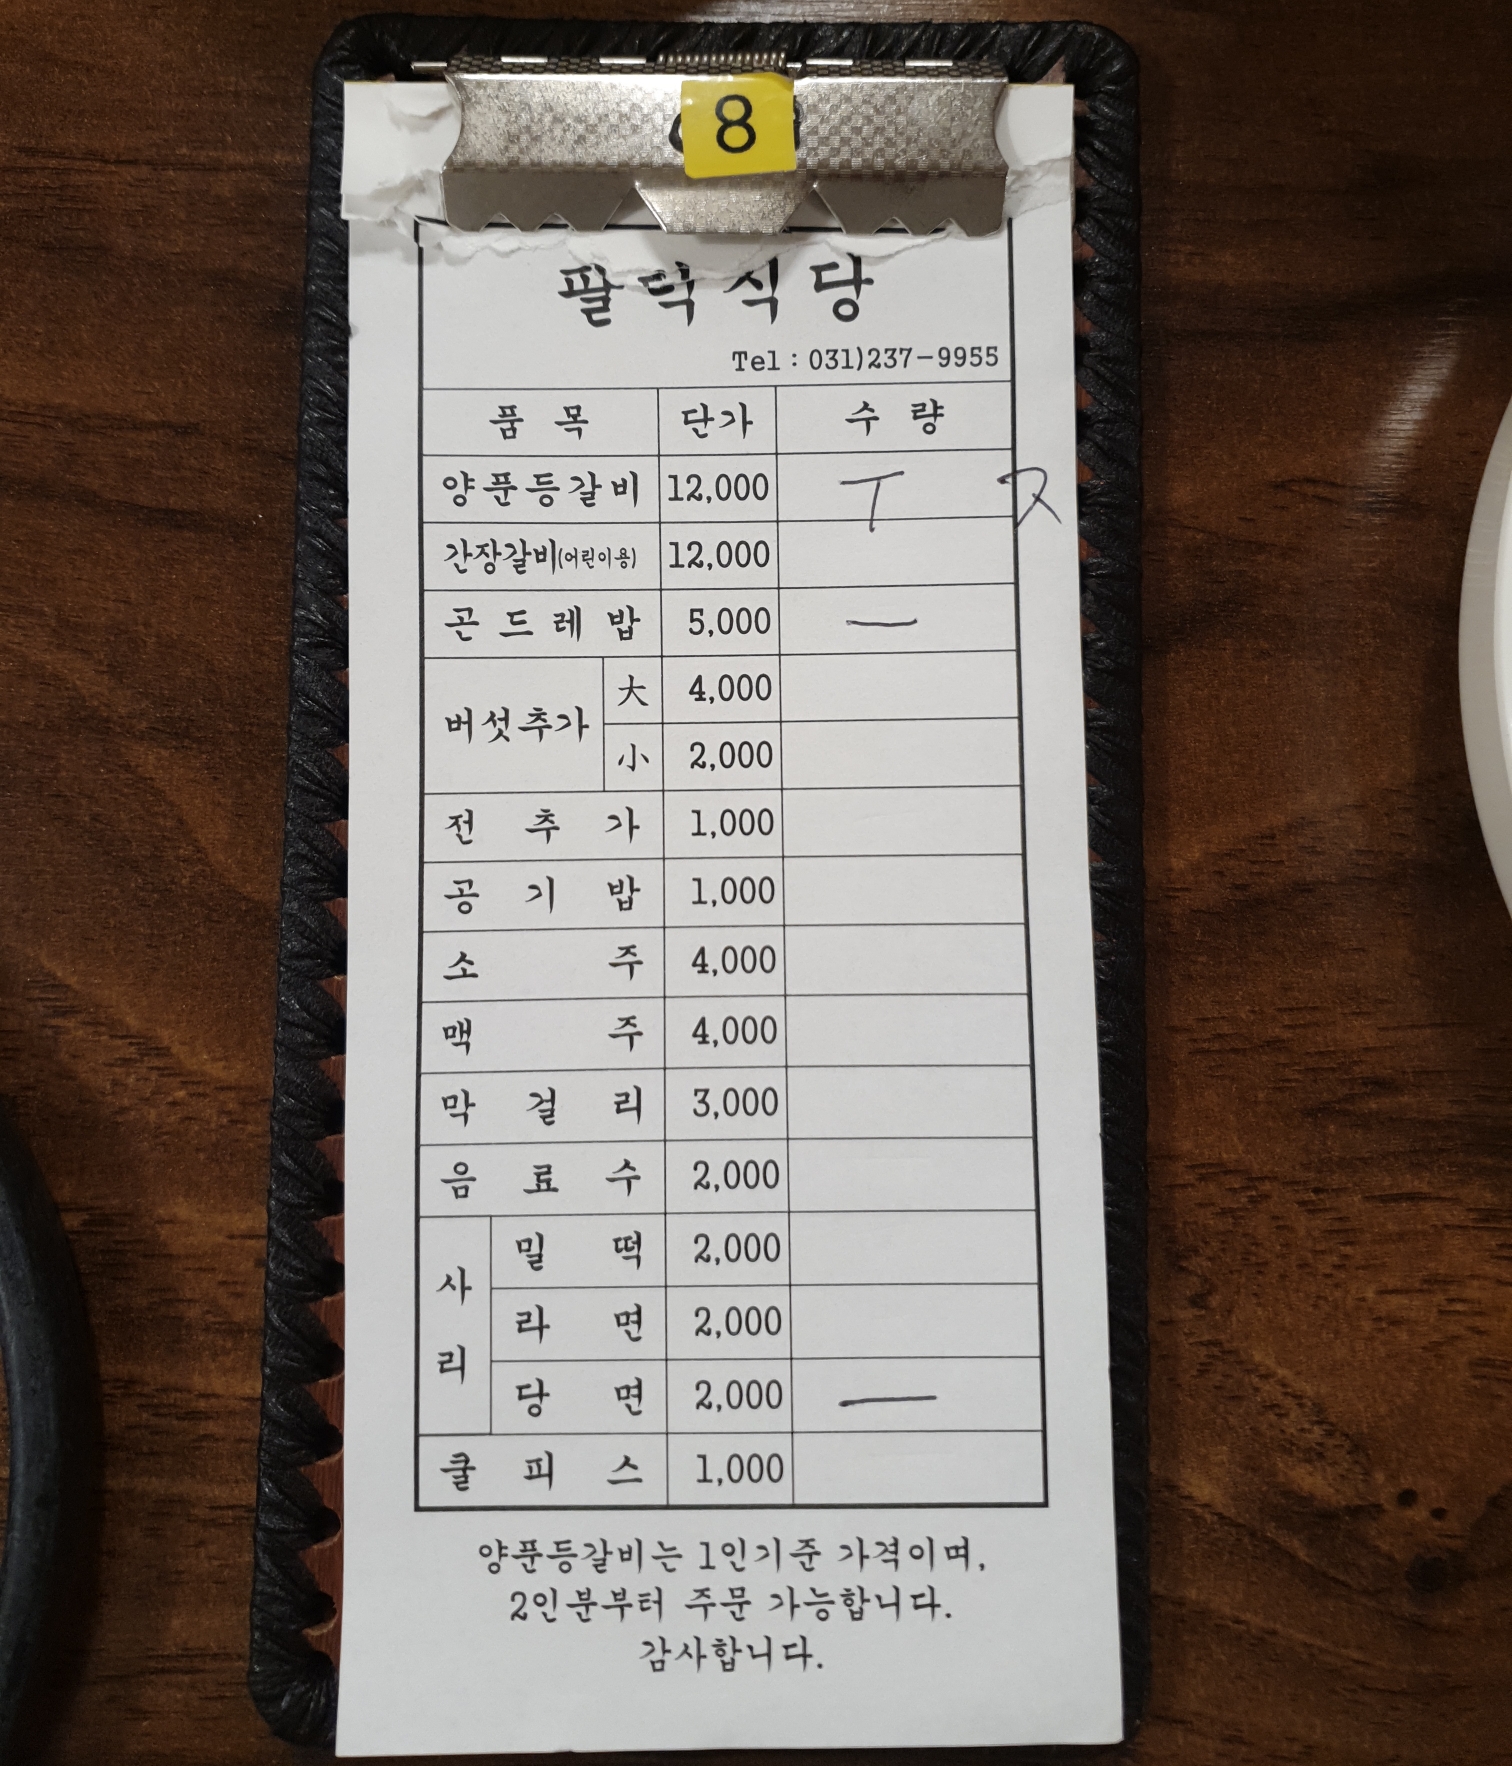 8
팔탄식당
Tel : 031)237-9955
품목 단가 수량
양푼등갈비 12,000 ㅜ ㅈ
간장갈비(어린이용) 12,000
곤드레밥 5,000 ㅡ
버섯추가 大 4,000
小 2,000
전추가 1,000
공기밥 1,000
소주 4,000
맥주 4,000
막걸리 3,000
음료수 2,000
사리 밀떡 2,000
라면 2,000
당면 2,000 ㅡ
쿨피스 1,000
양푼등갈비는 1인기준 가격이며,
2인분부터 주문 가능합니다.
감사합니다.